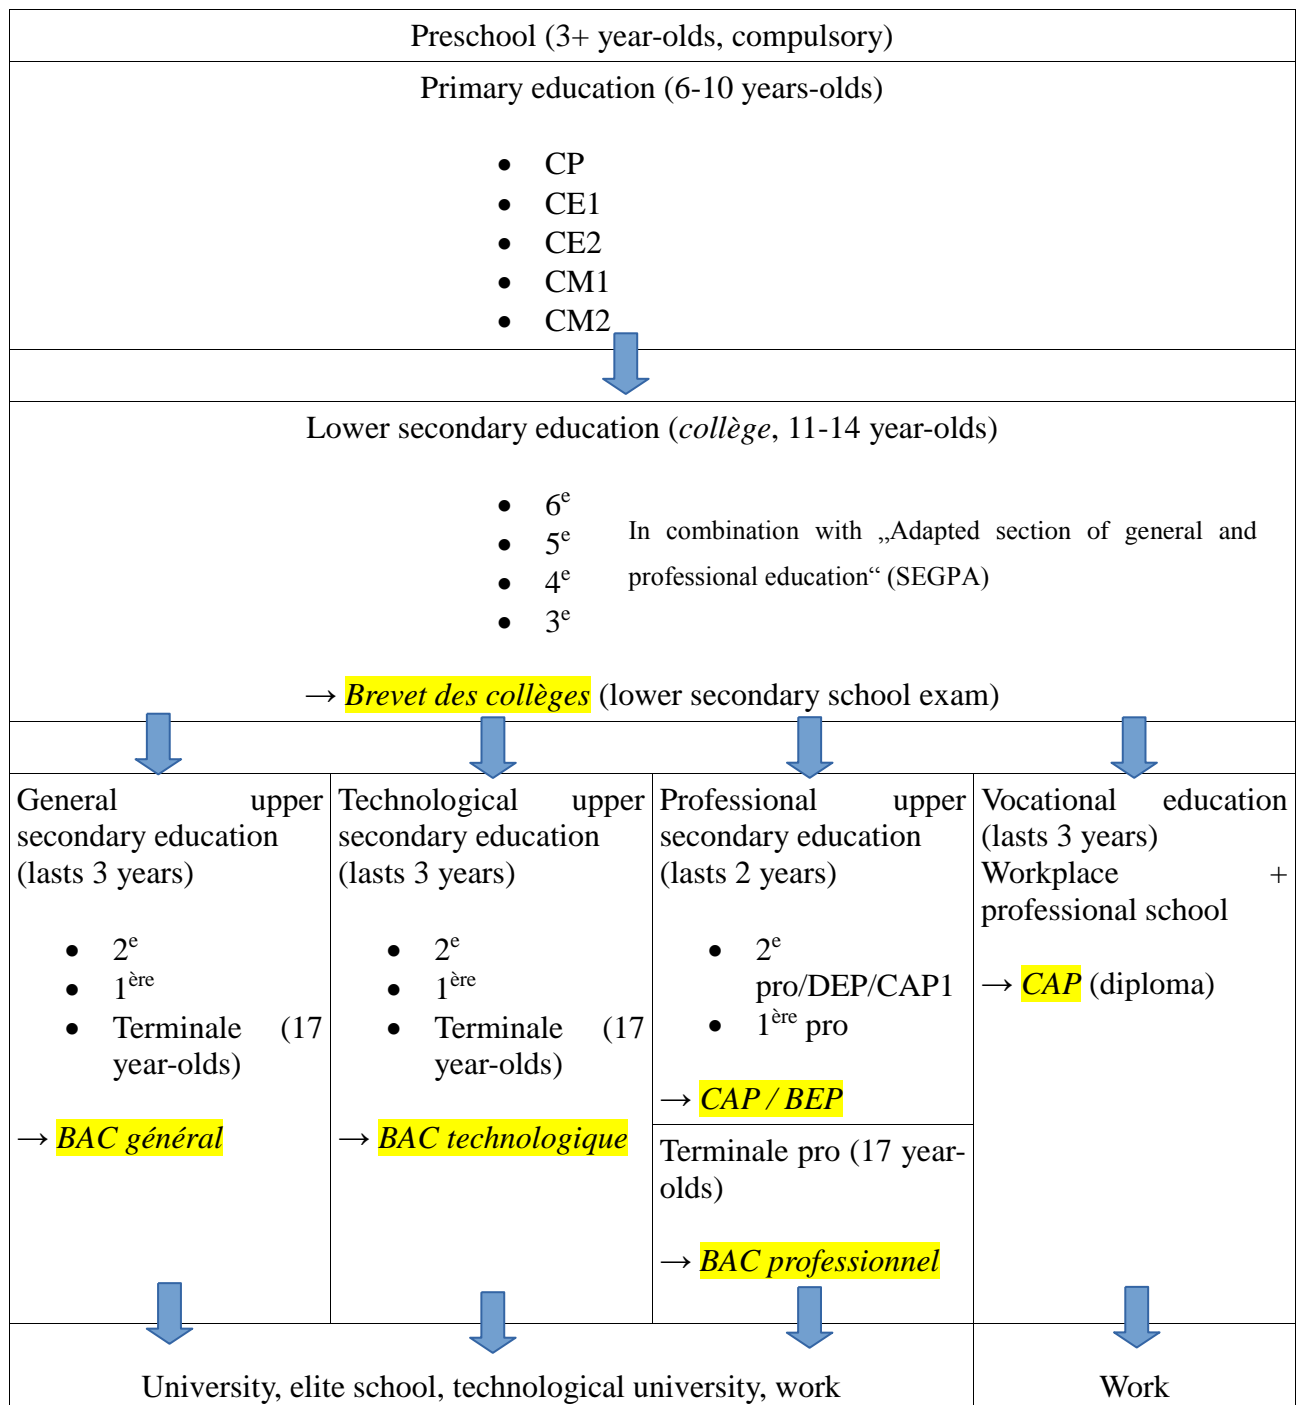 Preschool (3+ year-olds, compulsory)
Primary education (6-10 years-olds)
• CP
• CE1
• CE2
• CM1
• CM2
Lower secondary education (collège, 11-14 year-olds)
• 6e
• 5e
• 4e
• 3e
In combination with „Adapted section of general and
professional education“ (SEGPA)
→ Brevet des collèges (lower secondary school exam)
General upper
secondary education
(lasts 3 years)
• 2e
• 1ère
• Terminale (17
year-olds)
→ BAC général
Technological upper
secondary education
(lasts 3 years)
• 2e
• 1ère
• Terminale (17
year-olds)
→ BAC technologique
Professional upper
secondary education
(lasts 2 years)
• 2e
pro/DEP/CAP1
• 1ère pro
→ CAP / BEP
Terminale pro (17 year-
olds)
→ BAC professionnel
Vocational education
(lasts 3 years)
Workplace +
professional school
→ CAP (diploma)
University, elite school, technological university, work
Work